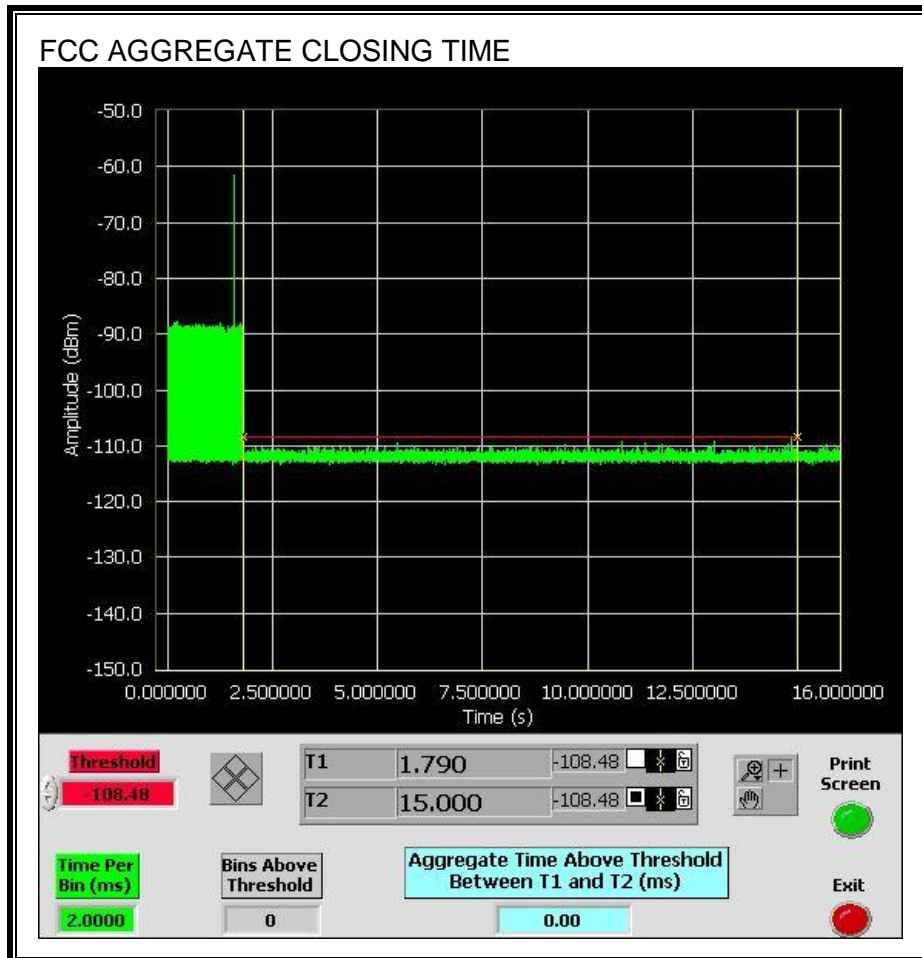 FCC AGGREGATE CLOSING TIME
-50.0
-60.0
-70.0
-80.0
-90.0
-100.0
-110.0
-120.0
-130.0
-140.0
-150.0
Amplitude (dBm)
0.000000 2.500000 5.000000 7.500000 10.000000 12.500000 16.000000
Time (s)
Threshold
-108.48
T1 1.790 -108.48
T2 15.000 -108.48
Print
Screen
Time Per
Bin (ms)
2.0000
Bins Above
Threshold
0
Aggregate Time Above Threshold
Between T1 and T2 (ms)
0.00
Exit